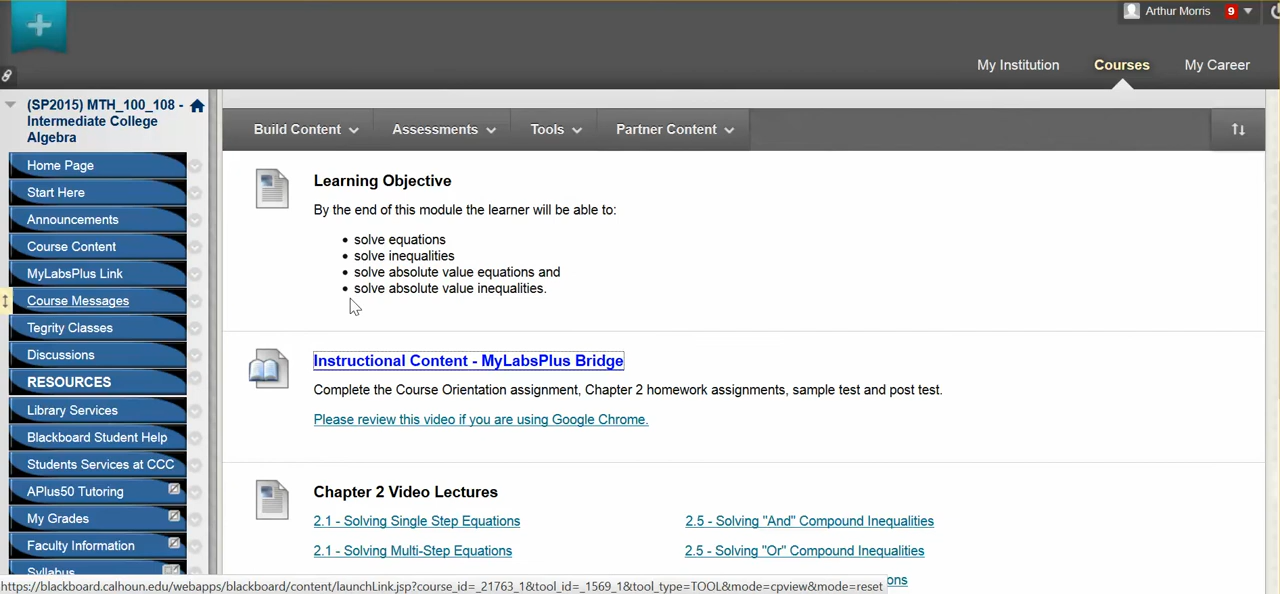 Arthur Morris 9
My Institution Courses My Career
(SP2015) MTH_100_108 -
Intermediate College
Algebra
Home Page
Start Here
Announcements
Course Content
MyLabsPlus Link
Course Messages
Tegrity Classes
Discussions
RESOURCES
Library Services
Blackboard Student Help
Students Services at CCC
APlus50 Tutoring
My Grades
Faculty Information
Syllabus
Build Content Assessments Tools Partner Content
Learning Objective
By the end of this module the learner will be able to:
• solve equations
• solve inequalities
• solve absolute value equations and
• solve absolute value inequalities.
Instructional Content - MyLabsPlus Bridge
Complete the Course Orientation assignment, Chapter 2 homework assignments, sample test and post test.
Please review this video if you are using Google Chrome.
Chapter 2 Video Lectures
2.1 - Solving Single Step Equations 2.5 - Solving "And" Compound Inequalities
2.1 - Solving Multi-Step Equations 2.5 - Solving "Or" Compound Inequalities
https://blackboard.calhoun.edu/webapps/blackboard/content/launchLink.jsp?course_id=_21763_1&tool_id=_1569_1&tool_type=TOOL&mode=cpview&mode=reset